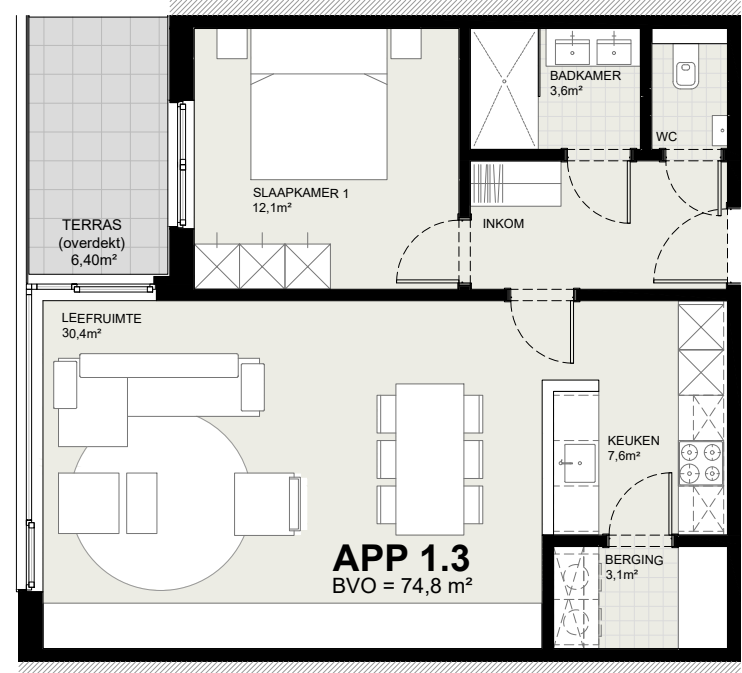 BADKAMER
3,6m²
WC
SLAAPKAMER 1
12,1m²
INKOM
TERRAS
(overdekt)
6,40m²
LEEFRUIMTE
30,4m²
KEUKEN
7,6m²
APP 1.3
BVO = 74,8 m²
BERGING
3,1m²